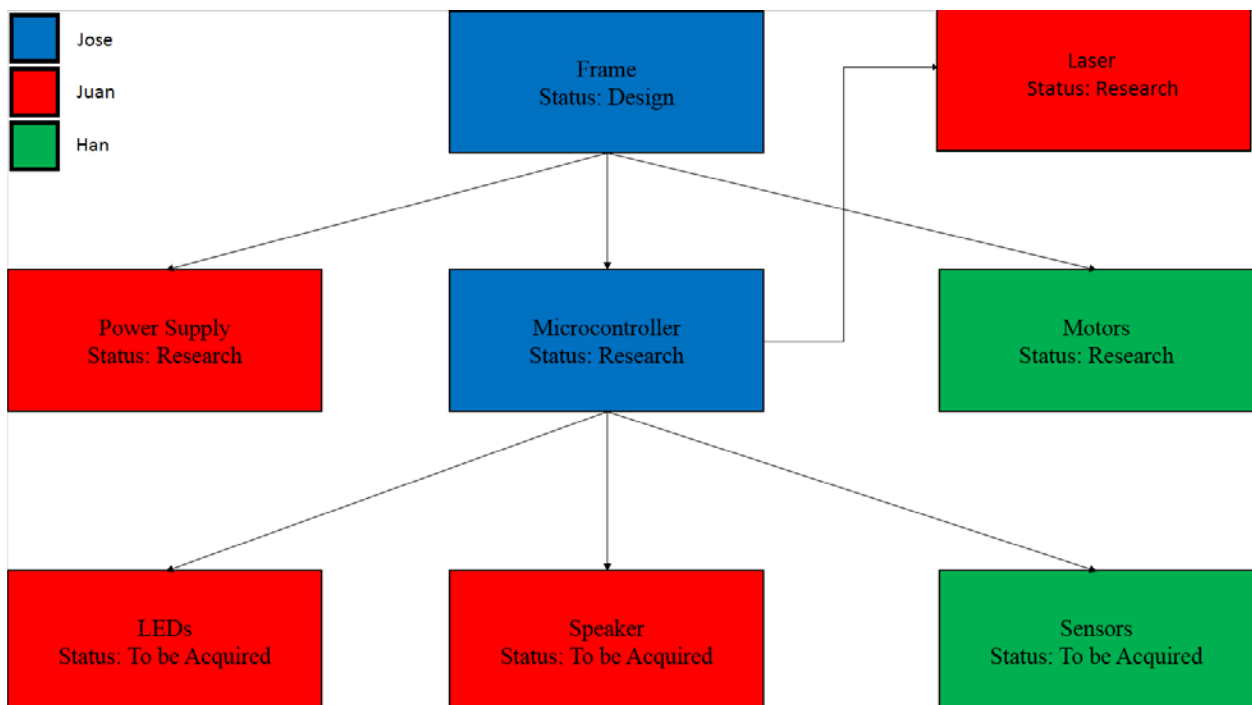 Jose
Juan
Han
Frame
Status: Design
Laser
Status: Research
Power Supply
Status: Research
Microcontroller
Status: Research
Motors
Status: Research
LEDs
Status: To be Acquired
Speaker
Status: To be Acquired
Sensors
Status: To be Acquired